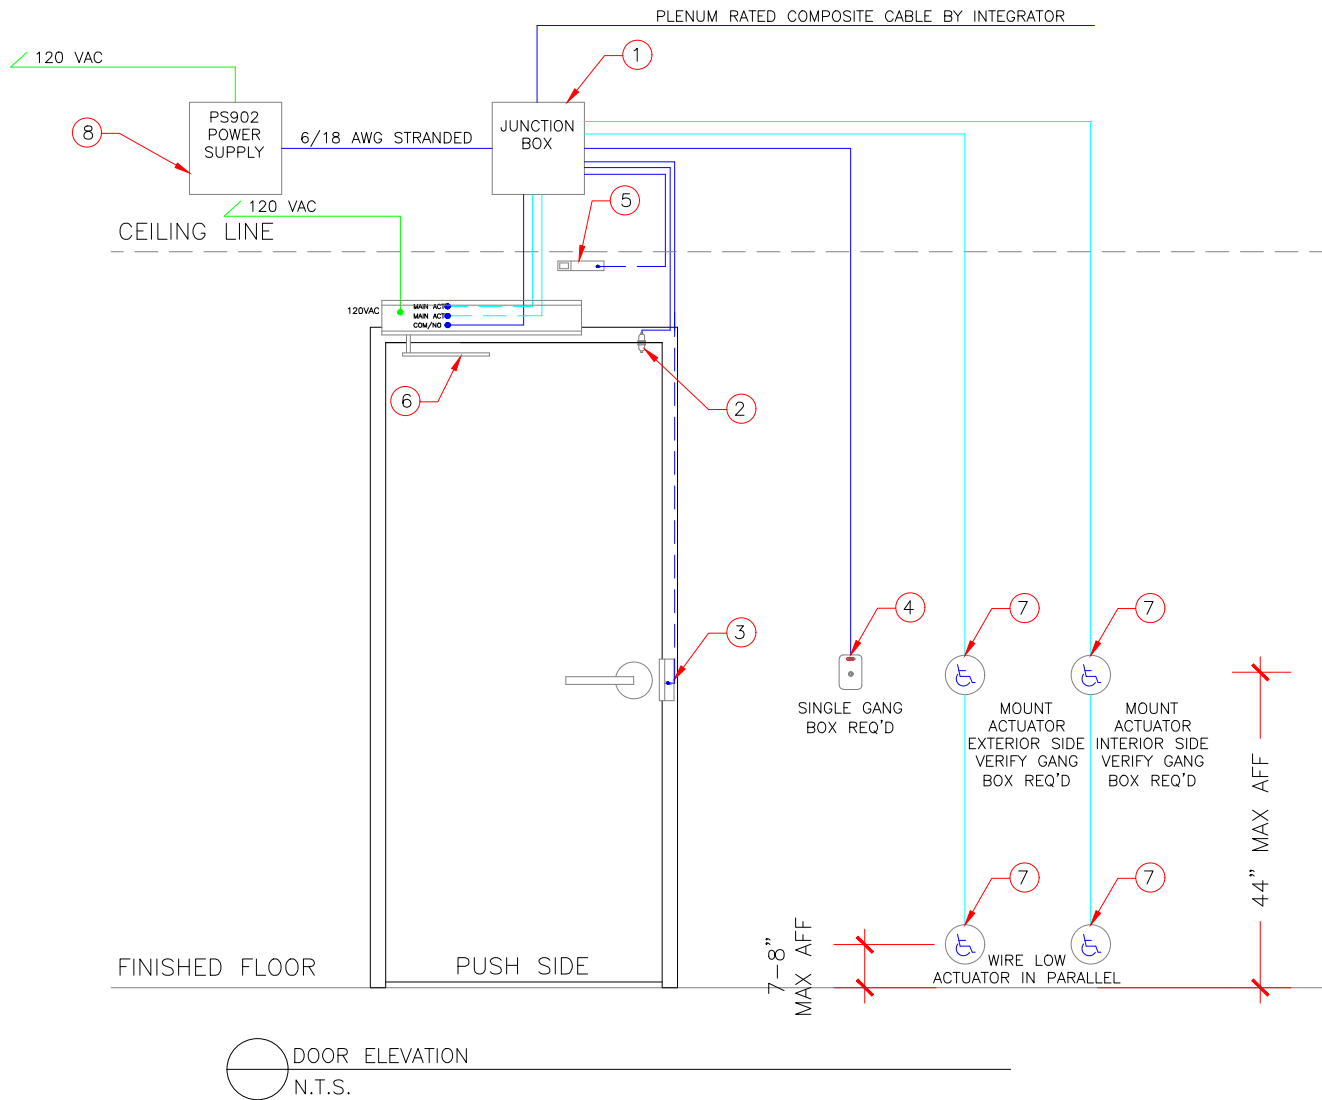 PLENUM RATED COMPOSITE CABLE BY INTEGRATOR
120 VAC
1
PS902
POWER
SUPPLY
8
6/18 AWG STRANDED
JUNCTION
BOX
120 VAC
5
CEILING LINE
120VAC
MAIN ACT
MAIN ACT
COM/NO
6
2
4
7
7
3
SINGLE GANG
BOX REQ'D
MOUNT
ACTUATOR
EXTERIOR SIDE
VERIFY GANG
BOX REQ'D
MOUNT
ACTUATOR
INTERIOR SIDE
VERIFY GANG
BOX REQ'D
44" MAX AFF
7
7
7-8"
MAX AFF
WIRE LOW
ACTUATOR IN PARALLEL
FINISHED FLOOR
PUSH SIDE
DOOR ELEVATION
N.T.S.